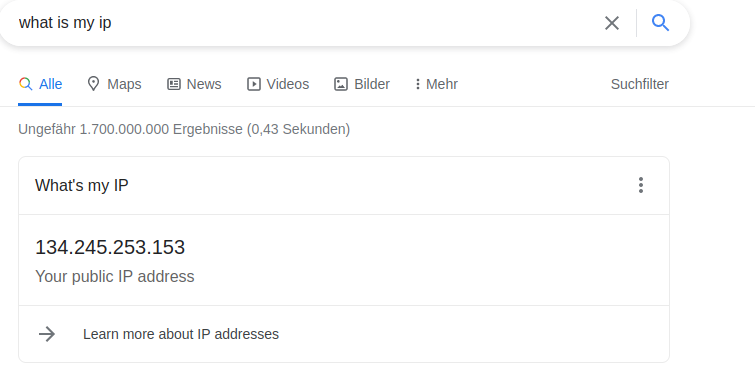 what is my ip
Alle Maps News Videos Bilder Mehr Suchfilter
Ungefähr 1.700.000.000 Ergebnisse (0,43 Sekunden)
What's my IP
134.245.253.153
Your public IP address
Learn more about IP addresses